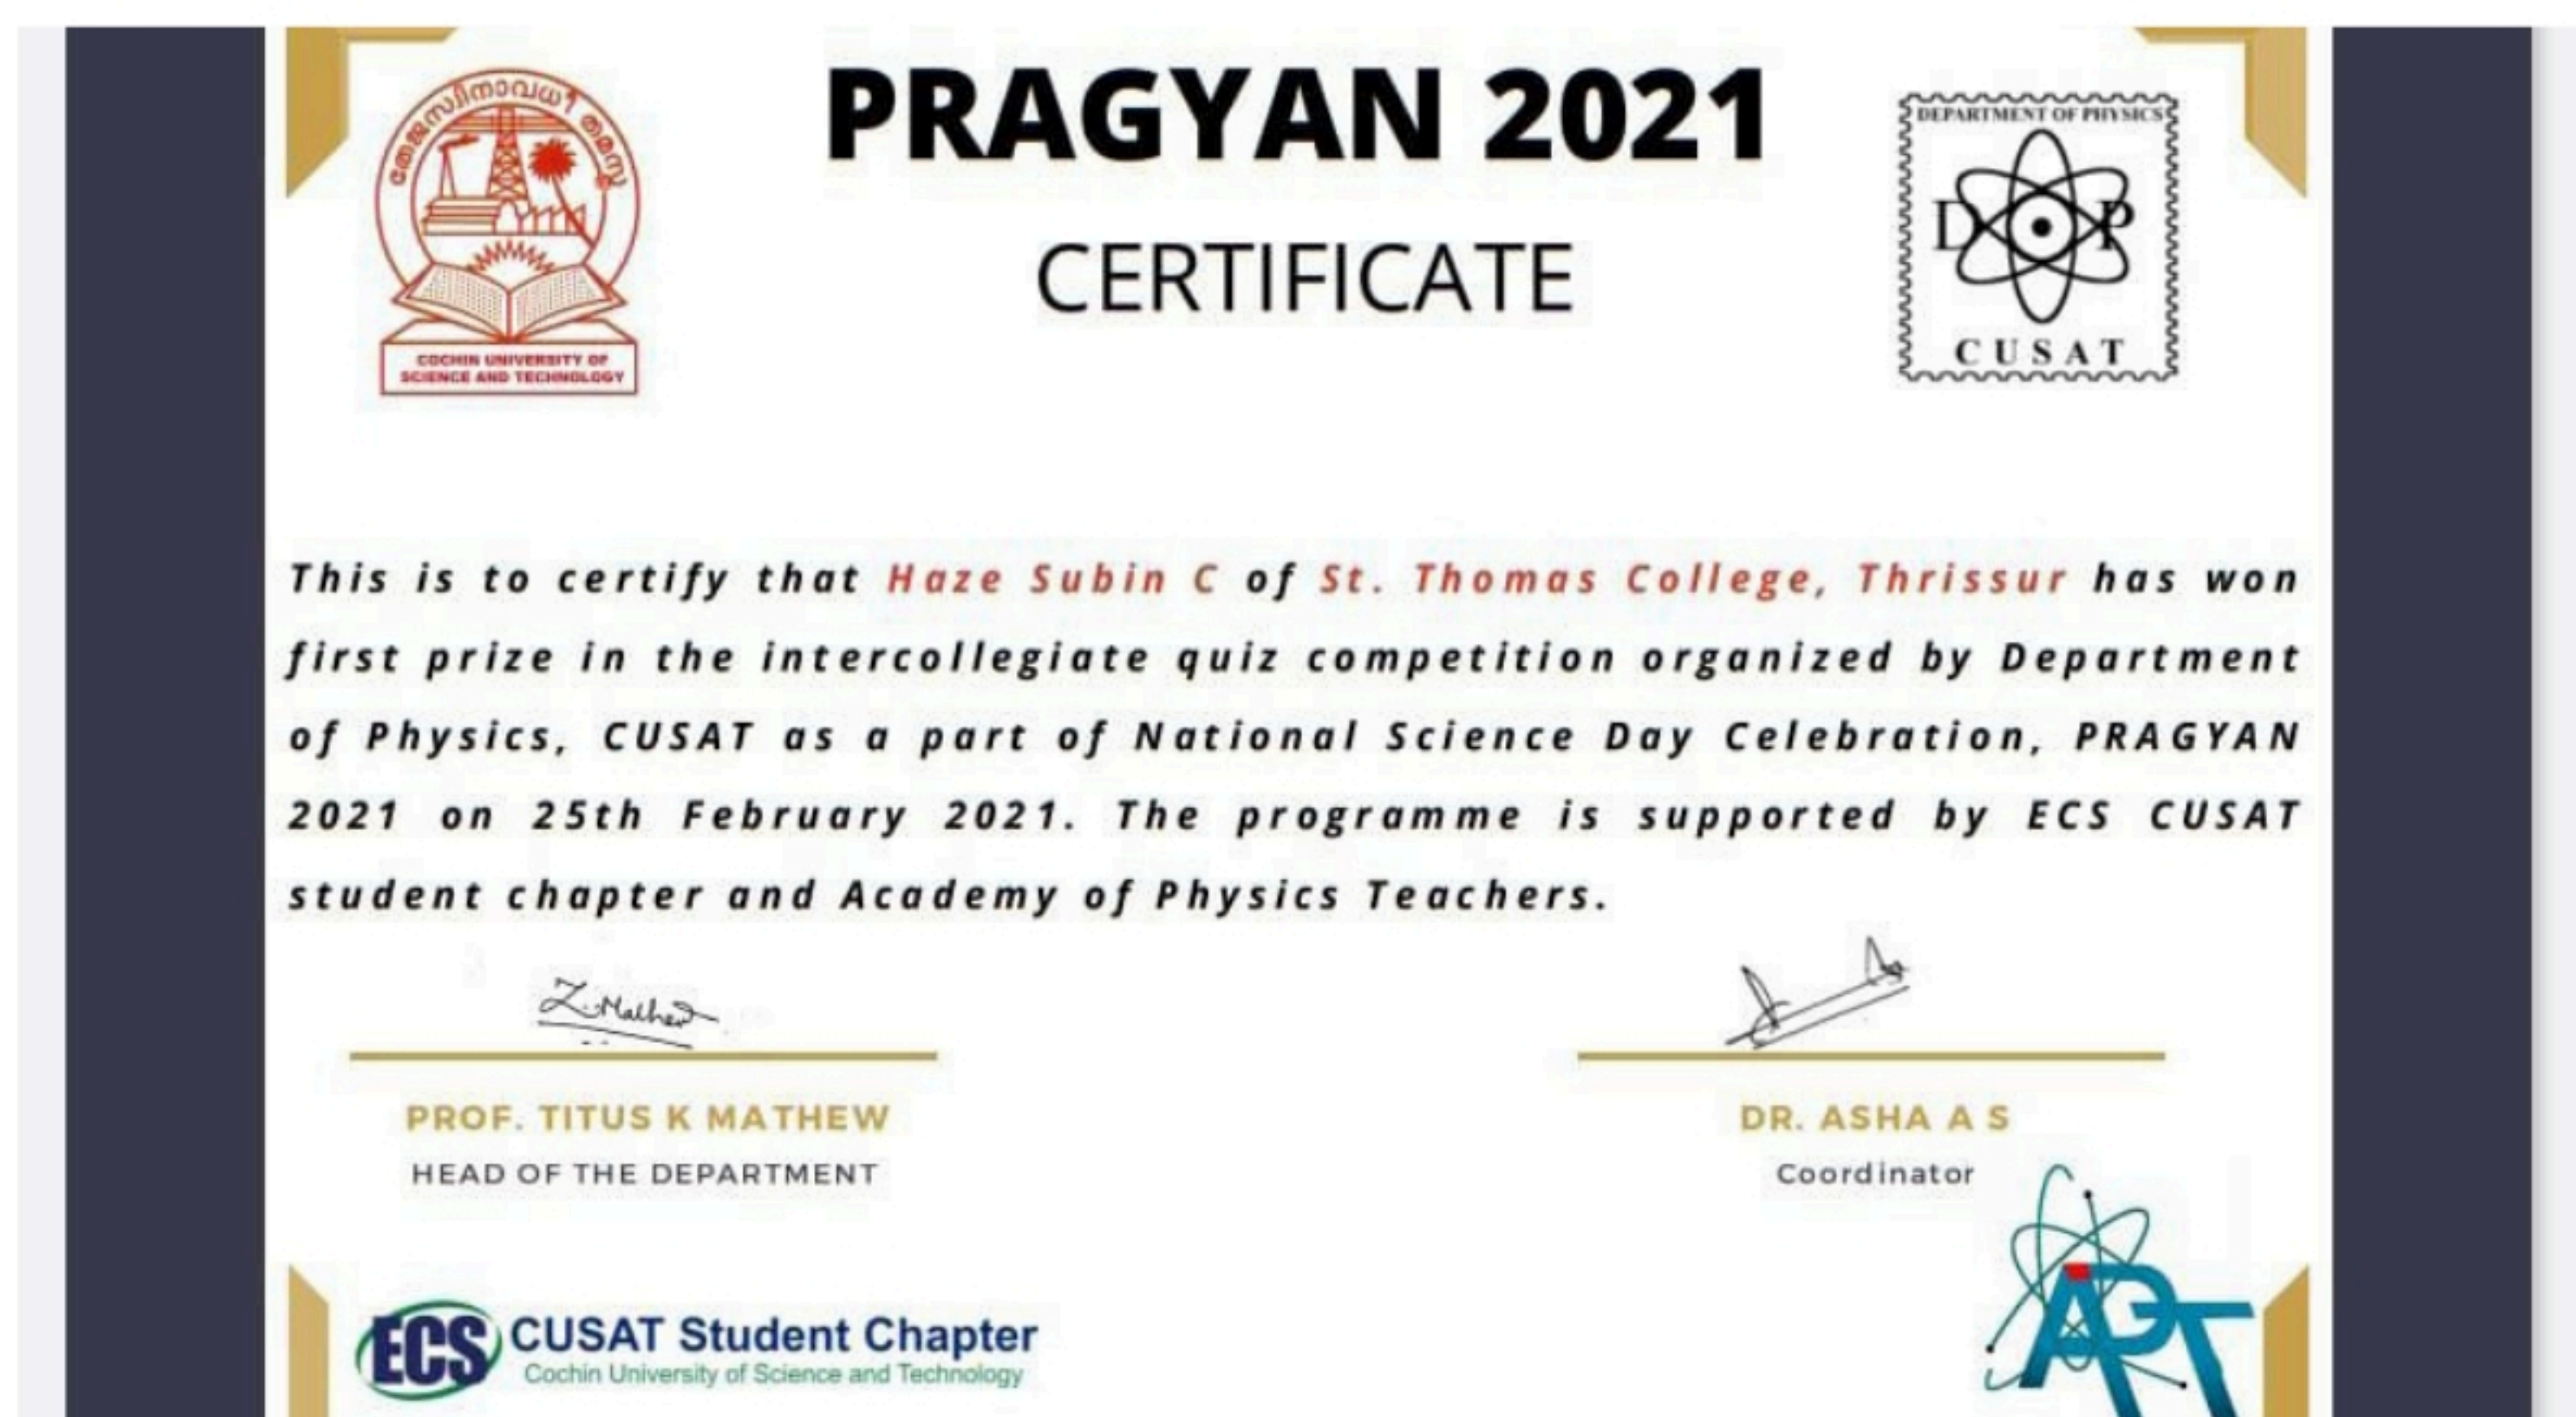 തേജസ്വിനാവധീതമസ്തു
COCHIN UNIVERSITY OF
SCIENCE AND TECHNOLOGY
PRAGYAN 2021
CERTIFICATE
DEPARTMENT OF PHYSICS
D P
CUSAT
This is to certify that Haze Subin C of St. Thomas College, Thrissur has won
first prize in the intercollegiate quiz competition organized by Department
of Physics, CUSAT as a part of National Science Day Celebration, PRAGYAN
2021 on 25th February 2021. The programme is supported by ECS CUSAT
student chapter and Academy of Physics Teachers.
PROF. TITUS K MATHEW
HEAD OF THE DEPARTMENT
DR. ASHA A S
Coordinator
ECS CUSAT Student Chapter
Cochin University of Science and Technology
APT